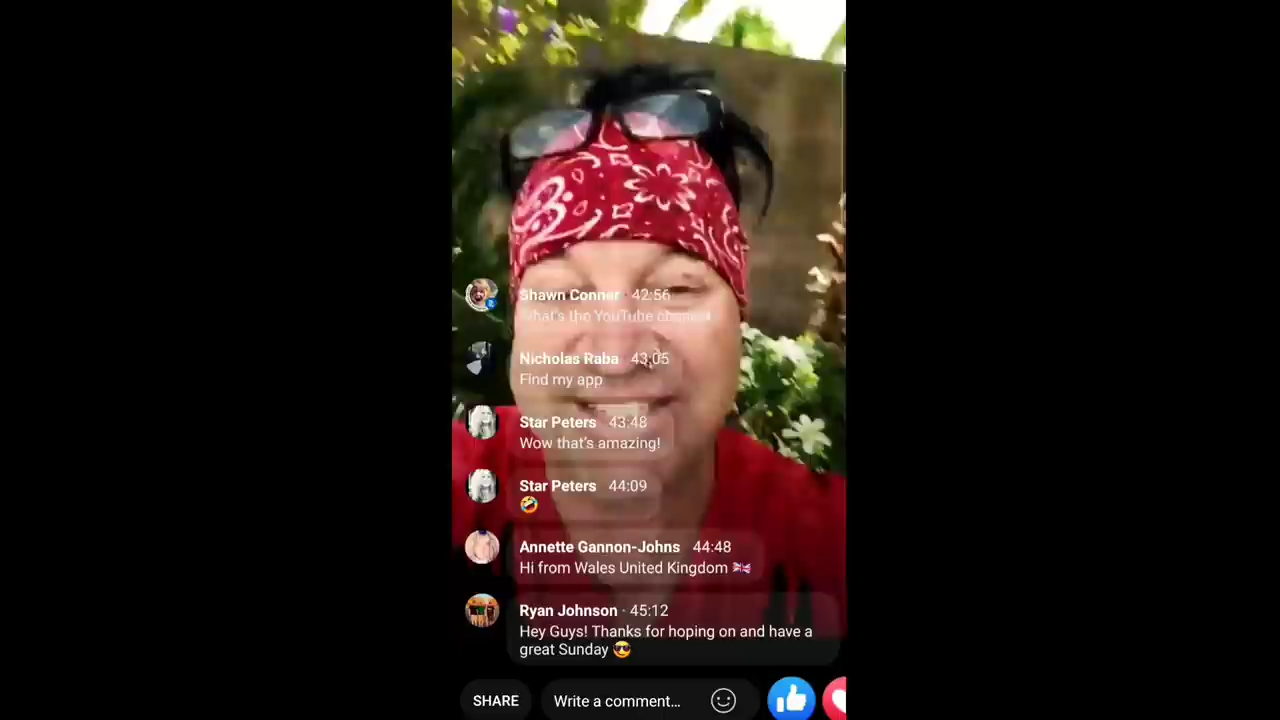 Shawn Conner · 42:56
What's the YouTube channel
Nicholas Raba 43:05
Find my app
Star Peters 43:48
Wow that's amazing!
Star Peters 44:09
🤣
Annette Gannon-Johns 44:48
Hi from Wales United Kingdom 🇬🇧
Ryan Johnson · 45:12
Hey Guys! Thanks for hoping on and have a
great Sunday 😎
SHARE
Write a comment...